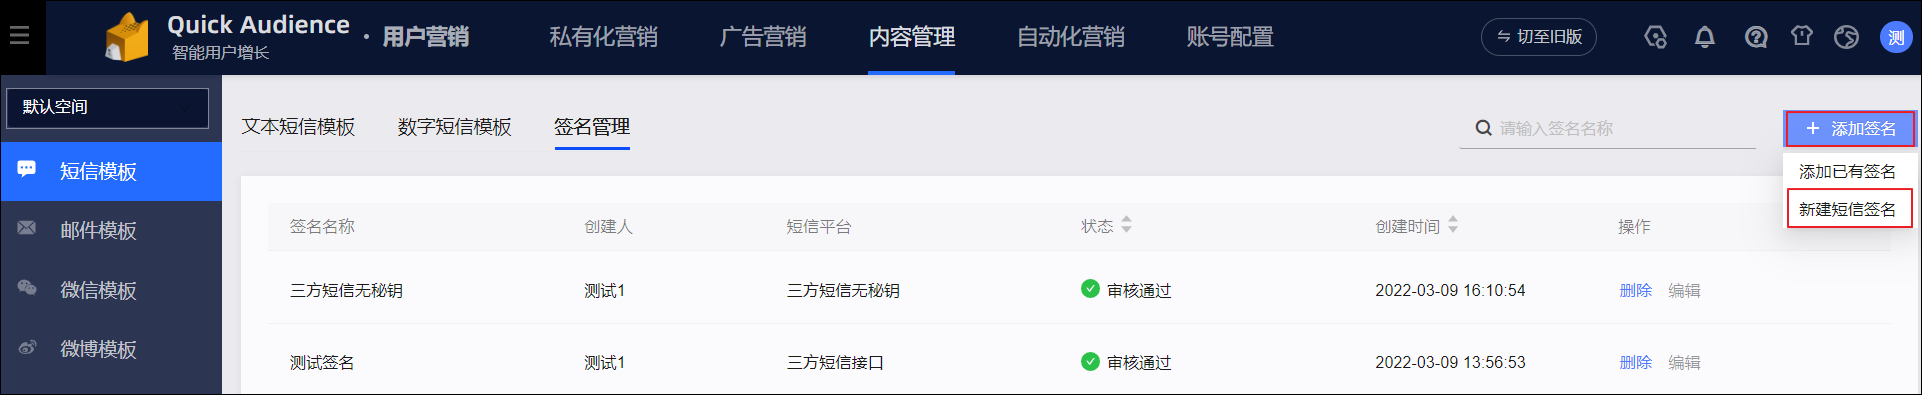 Quick Audience
智能用户增长
· 用户营销
私有化营销
广告营销
内容管理
自动化营销
账号配置
切至旧版
测
默认空间
短信模板
邮件模板
微信模板
微博模板
文本短信模板
数字短信模板
签名管理
请输入签名名称
+ 添加签名
添加已有签名
新建短信签名
签名名称 创建人 短信平台 状态 创建时间 操作
三方短信无秘钥 测试1 三方短信无秘钥 审核通过 2022-03-09 16:10:54 删除 编辑
测试签名 测试1 三方短信接口 审核通过 2022-03-09 13:56:53 删除 编辑